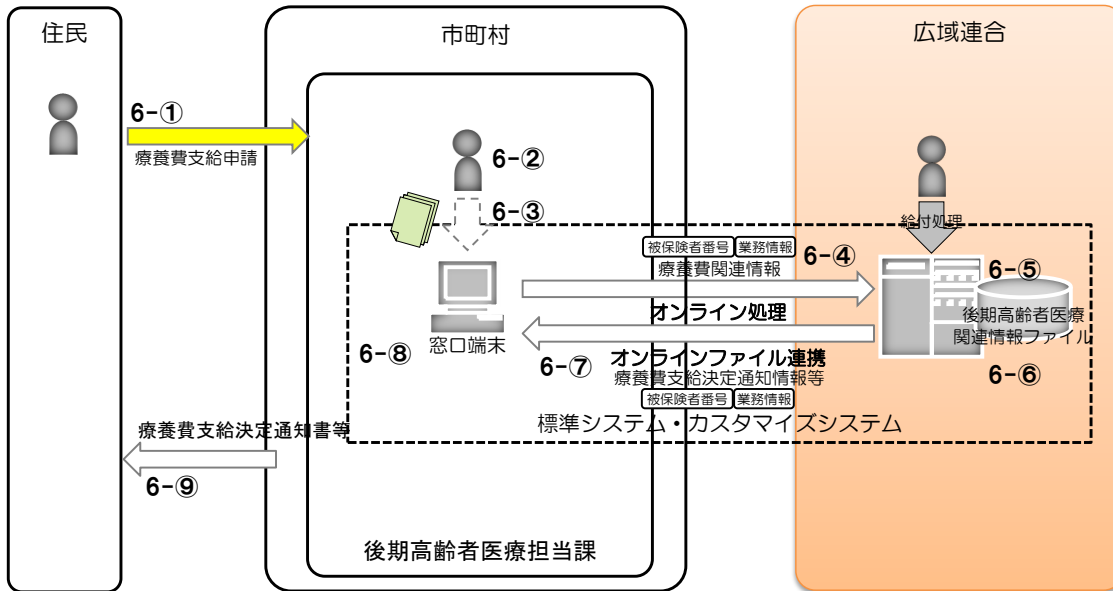 住民
市町村
広域連合
6-①
療養費支給申請
6-②
6-③
給付処理
被保険者番号 業務情報
6-④
療養費関連情報
6-⑤
オンライン処理
後期高齢者医療
関連情報ファイル
窓口端末
6-⑧
6-⑦
オンラインファイル連携
療養費支給決定通知情報等
6-⑥
被保険者番号 業務情報
標準システム・カスタマイズシステム
療養費支給決定通知書等
6-⑨
後期高齢者医療担当課